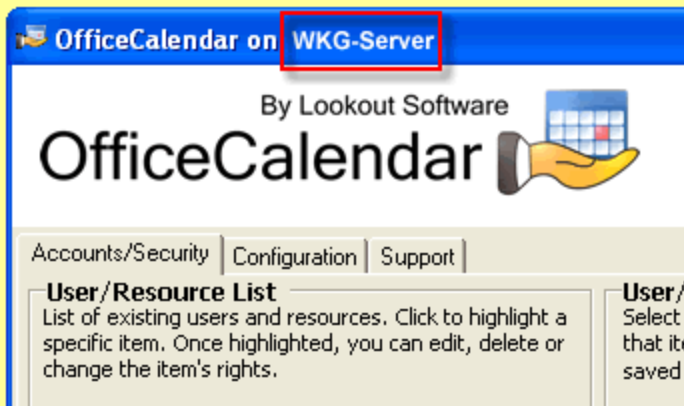 OfficeCalendar on WKG-Server
By Lookout Software
OfficeCalendar
Accounts/Security Configuration Support
User/Resource List
List of existing users and resources. Click to highlight a
specific item. Once highlighted, you can edit, delete or
change the item's rights.
User/
Select
that
saved